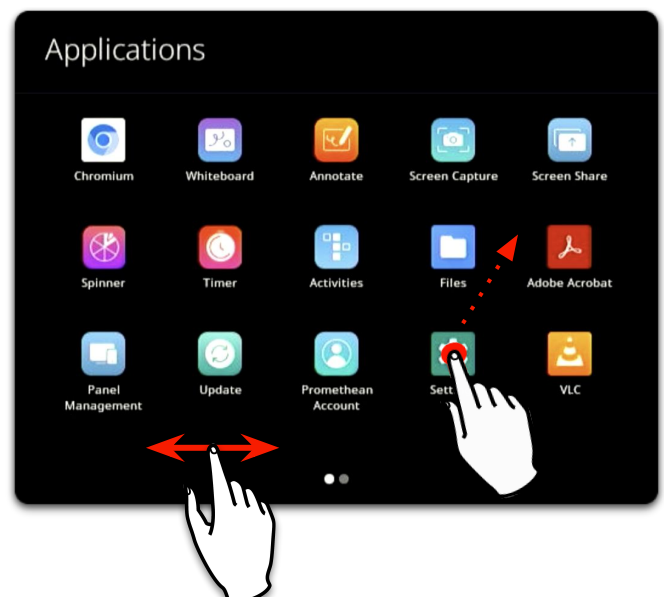 Applications
Chromium
Whiteboard
Annotate
Screen Capture
Screen Share
Spinner
Timer
Activities
Files
Adobe Acrobat
Panel
Management
Update
Promethean
Account
Sett
VLC